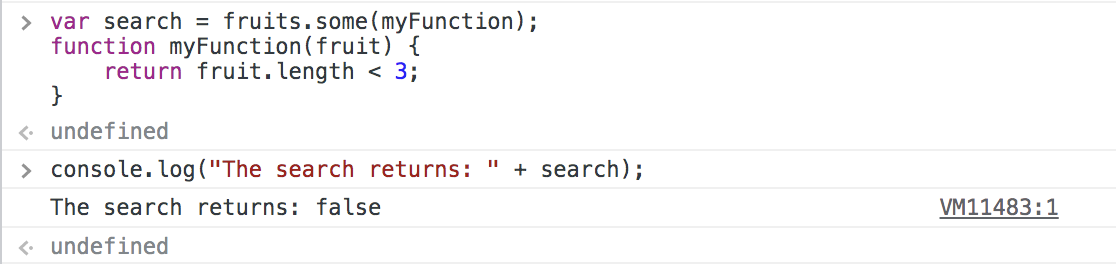 > var search = fruits.some(myFunction);
function myFunction(fruit) {
    return fruit.length < 3;
}
<· undefined
> console.log("The search returns: " + search);
The search returns: false VM11483:1
<· undefined